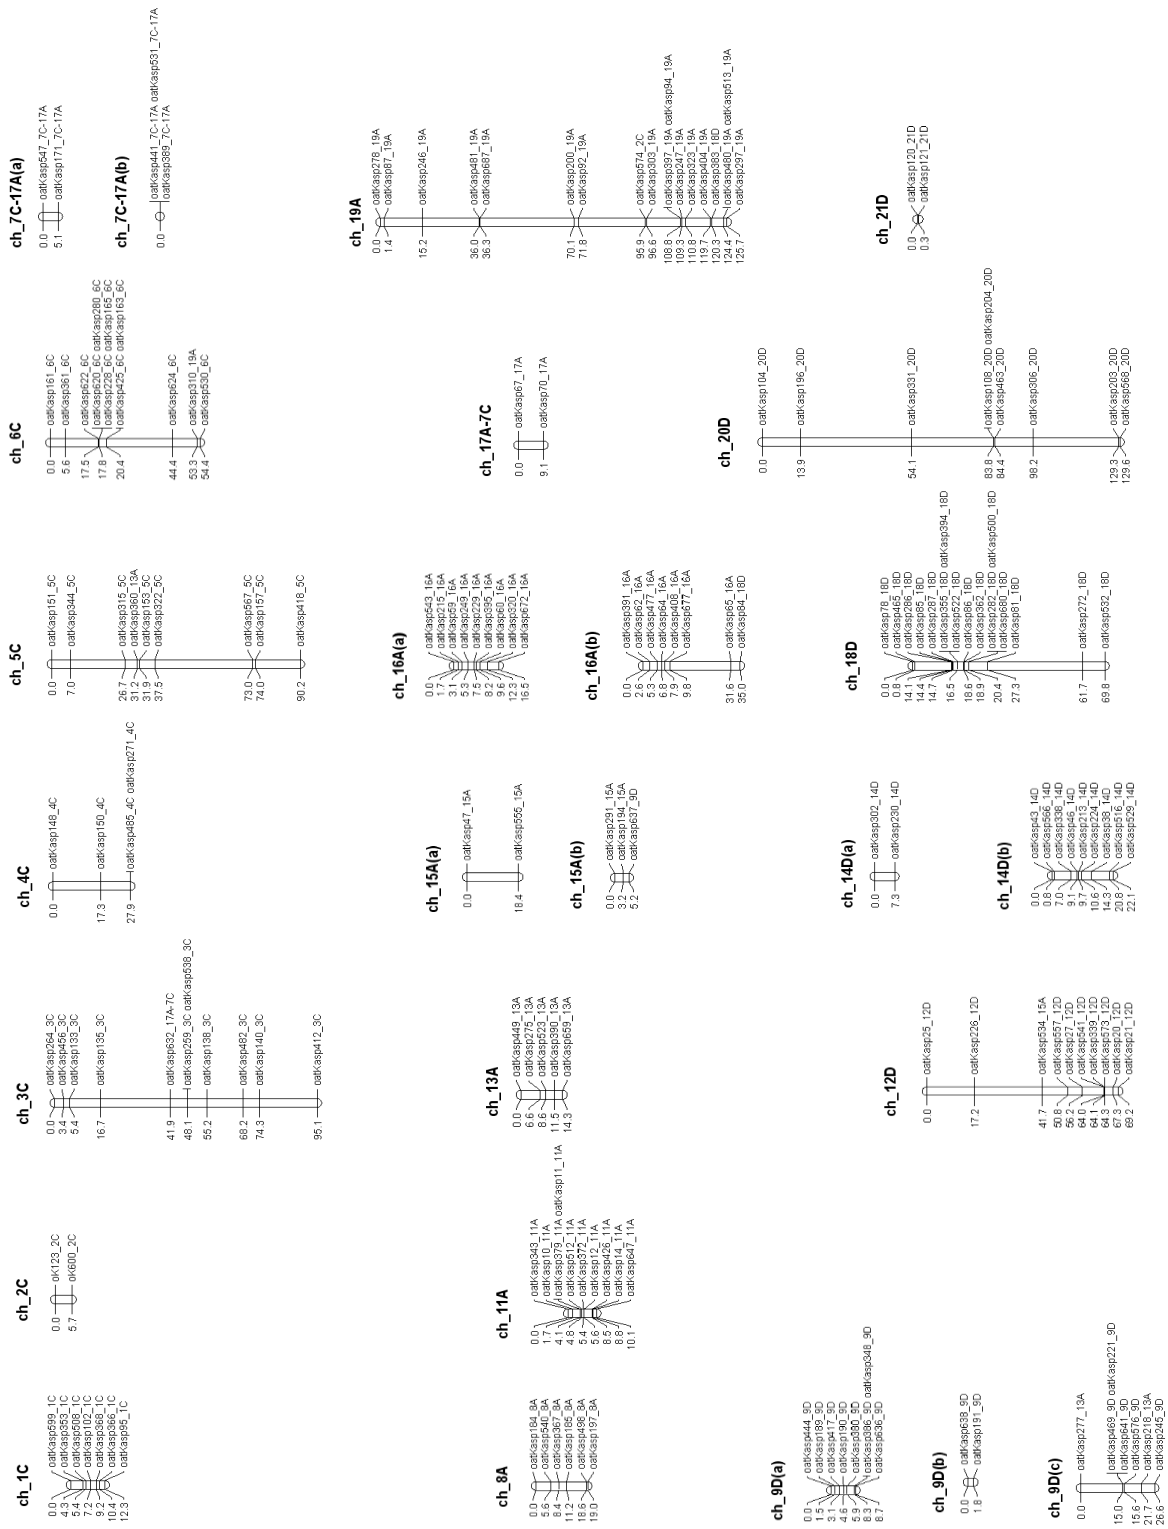 ch_1C
0.0 oatKasp599_1C
4.3 oatKasp353_1C
5.4 oatKasp508_1C
7.2 oatKasp102_1C
9.2 oatKasp368_1C
10.4 oatKasp366_1C
12.3 oatKasp95_1C
ch_2C
0.0 oK123_2C
5.7 oK600_2C
ch_3C
0.0 oatKasp264_3C
3.4 oatKasp456_3C
5.4 oatKasp133_3C
16.7 oatKasp135_3C
41.9 oatKasp632_17A-7C
48.1 oatKasp259_3C oatKasp538_3C
55.2 oatKasp138_3C
68.2 oatKasp482_3C
74.3 oatKasp140_3C
95.1 oatKasp412_3C
ch_4C
0.0 oatKasp148_4C
17.3 oatKasp150_4C
27.9 oatKasp485_4C oatKasp271_4C
ch_5C
0.0 oatKasp151_5C
7.0 oatKasp344_5C
26.7 oatKasp315_5C
31.2 oatKasp360_13A
31.9 oatKasp153_5C
37.5 oatKasp322_5C
73.0 oatKasp567_5C
74.0 oatKasp157_5C
90.2 oatKasp418_5C
ch_6C
0.0 oatKasp161_6C
5.6 oatKasp361_6C
17.5 oatKasp622_6C
17.8 oatKasp620_6C oatKasp280_6C
oatKasp228_6C oatKasp165_6C
20.4 oatKasp425_6C oatKasp163_6C
44.4 oatKasp624_6C
53.3 oatKasp310_19A
54.4 oatKasp530_6C
ch_7C-17A(a)
0.0 oatKasp547_7C-17A
5.1 oatKasp171_7C-17A
ch_7C-17A(b)
0.0 oatKasp441_7C-17A oatKasp531_7C-17A
oatKasp389_7C-17A
ch_8A
0.0 oatKasp184_8A
5.6 oatKasp540_8A
8.4 oatKasp367_8A
11.2 oatKasp185_8A
18.6 oatKasp498_8A
19.0 oatKasp197_8A
ch_11A
0.0 oatKasp343_11A
1.7 oatKasp10_11A
4.1 oatKasp379_11A oatKasp11_11A
4.8 oatKasp512_11A
5.4 oatKasp372_11A
5.6 oatKasp12_11A
8.5 oatKasp426_11A
8.8 oatKasp14_11A
10.1 oatKasp647_11A
ch_13A
0.0 oatKasp449_13A
6.6 oatKasp275_13A
8.6 oatKasp523_13A
11.5 oatKasp390_13A
14.3 oatKasp659_13A
ch_15A(a)
0.0 oatKasp47_15A
18.4 oatKasp555_15A
ch_15A(b)
0.0 oatKasp291_15A
3.2 oatKasp194_15A
5.2 oatKasp637_9D
ch_16A(a)
0.0 oatKasp543_16A
1.7 oatKasp215_16A
3.1 oatKasp59_16A
5.3 oatKasp249_16A
7.5 oatKasp229_16A
8.2 oatKasp395_16A
9.6 oatKasp60_16A
12.3 oatKasp320_16A
16.5 oatKasp672_16A
ch_16A(b)
0.0 oatKasp391_16A
2.6 oatKasp62_16A
5.3 oatKasp477_16A
6.8 oatKasp64_16A
7.9 oatKasp408_16A
9.8 oatKasp677_16A
31.6 oatKasp65_16A
35.0 oatKasp84_18D
ch_17A-7C
0.0 oatKasp67_17A
9.1 oatKasp70_17A
ch_19A
0.0 oatKasp278_19A
1.4 oatKasp87_19A
15.2 oatKasp246_19A
36.0 oatKasp481_19A
36.3 oatKasp687_19A
70.1 oatKasp200_19A
71.8 oatKasp92_19A
95.9 oatKasp574_2C
96.6 oatKasp303_19A
108.8 oatKasp397_19A oatKasp94_19A
109.3 oatKasp247_19A
110.8 oatKasp323_19A
119.7 oatKasp404_19A
120.3 oatKasp383_18D
124.4 oatKasp480_19A oatKasp513_19A
125.7 oatKasp297_19A
ch_9D(a)
0.0 oatKasp444_9D
1.5 oatKasp189_9D
3.1 oatKasp417_9D
4.6 oatKasp190_9D
5.9 oatKasp380_9D
8.3 oatKasp386_9D oatKasp348_9D
8.7 oatKasp636_9D
ch_9D(b)
0.0 oatKasp638_9D
1.8 oatKasp191_9D
ch_9D(c)
0.0 oatKasp277_13A
15.0 oatKasp469_9D oatKasp221_9D
oatKasp641_9D
15.6 oatKasp676_9D
21.7 oatKasp218_13A
26.6 oatKasp245_9D
ch_12D
0.0 oatKasp25_12D
17.2 oatKasp226_12D
41.7 oatKasp534_15A
50.8 oatKasp557_12D
56.2 oatKasp27_12D
64.0 oatKasp541_12D
64.1 oatKasp339_12D
64.3 oatKasp573_12D
67.3 oatKasp20_12D
69.2 oatKasp21_12D
ch_14D(a)
0.0 oatKasp302_14D
7.3 oatKasp230_14D
ch_14D(b)
0.0 oatKasp43_14D
0.8 oatKasp566_14D
7.0 oatKasp338_14D
9.1 oatKasp46_14D
9.7 oatKasp213_14D
10.6 oatKasp224_14D
14.3 oatKasp38_14D
20.8 oatKasp516_14D
22.1 oatKasp529_14D
ch_18D
0.0 oatKasp78_18D
0.8 oatKasp465_18D
14.1 oatKasp286_18D
14.4 oatKasp85_18D
14.7 oatKasp287_18D
16.5 oatKasp355_18D oatKasp394_18D
oatKasp522_18D
18.6 oatKasp86_18D
18.9 oatKasp362_18D
20.4 oatKasp282_18D oatKasp500_18D
oatKasp680_18D
27.3 oatKasp81_18D
61.7 oatKasp272_18D
69.8 oatKasp532_18D
ch_20D
0.0 oatKasp104_20D
13.9 oatKasp196_20D
54.1 oatKasp331_20D
83.8 oatKasp108_20D oatKasp204_20D
84.4 oatKasp463_20D
98.2 oatKasp306_20D
129.3 oatKasp203_20D
129.6 oatKasp568_20D
ch_21D
0.0 oatKasp120_21D
0.3 oatKasp121_21D